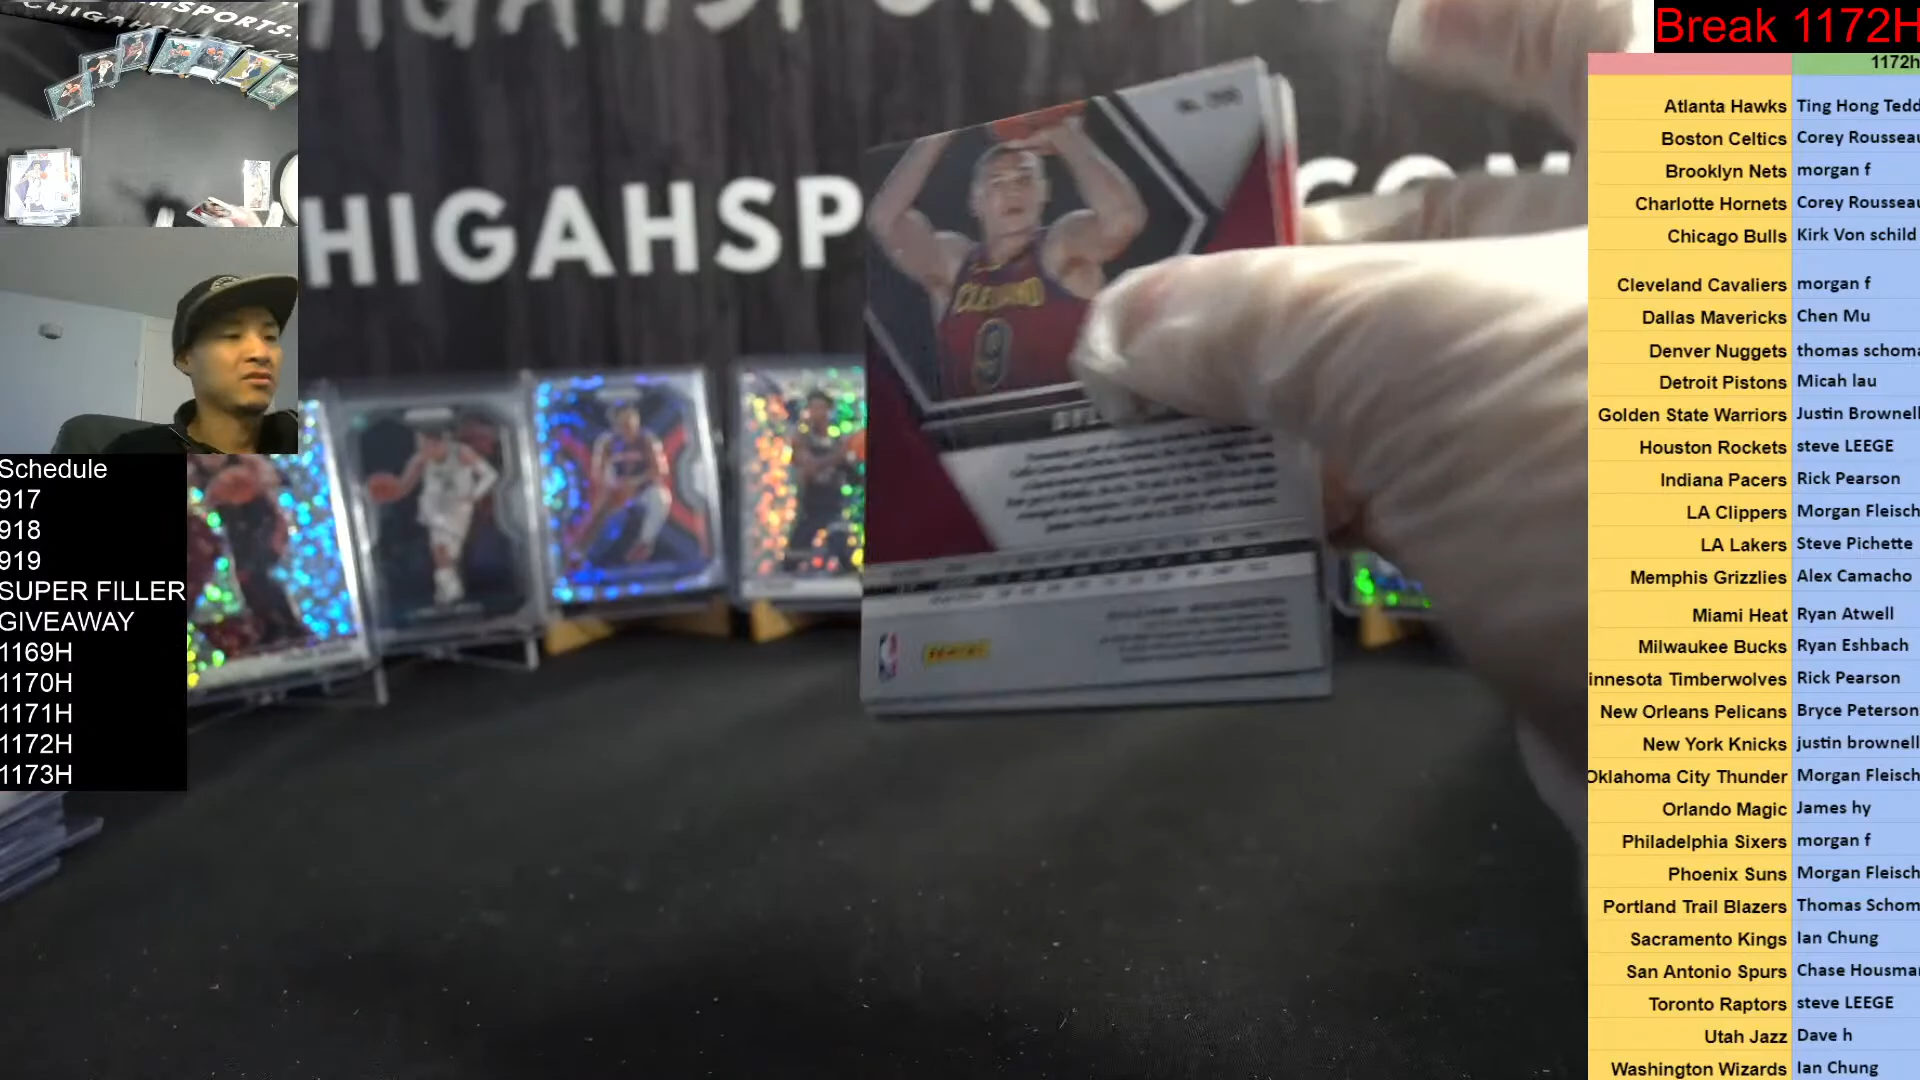 CHIGAHSPORTS.
CO
CHIGAHSPORTS
HIGAHSP
.COM
Break 1172H
1172h
Atlanta Hawks Ting Hong Tedd
Boston Celtics Corey Rousseau
Brooklyn Nets morgan f
Charlotte Hornets Corey Rousseau
Chicago Bulls Kirk Von schild
Cleveland Cavaliers morgan f
Dallas Mavericks Chen Mu
Denver Nuggets thomas schoma
Detroit Pistons Micah lau
Golden State Warriors Justin Brownell
Houston Rockets steve LEEGE
Indiana Pacers Rick Pearson
LA Clippers Morgan Fleisch
LA Lakers Steve Pichette
Memphis Grizzlies Alex Camacho
Miami Heat Ryan Atwell
Milwaukee Bucks Ryan Eshbach
innesota Timberwolves Rick Pearson
New Orleans Pelicans Bryce Peterson
New York Knicks justin brownell
Oklahoma City Thunder Morgan Fleisch
Orlando Magic James hy
Philadelphia Sixers morgan f
Phoenix Suns Morgan Fleisch
Portland Trail Blazers Thomas Schom
Sacramento Kings Ian Chung
San Antonio Spurs Chase Housman
Toronto Raptors steve LEEGE
Utah Jazz Dave h
Washington Wizards Ian Chung
Schedule
917
918
919
SUPER FILLER
GIVEAWAY
1169H
1170H
1171H
1172H
1173H
CLEVELAND
9
PANINI